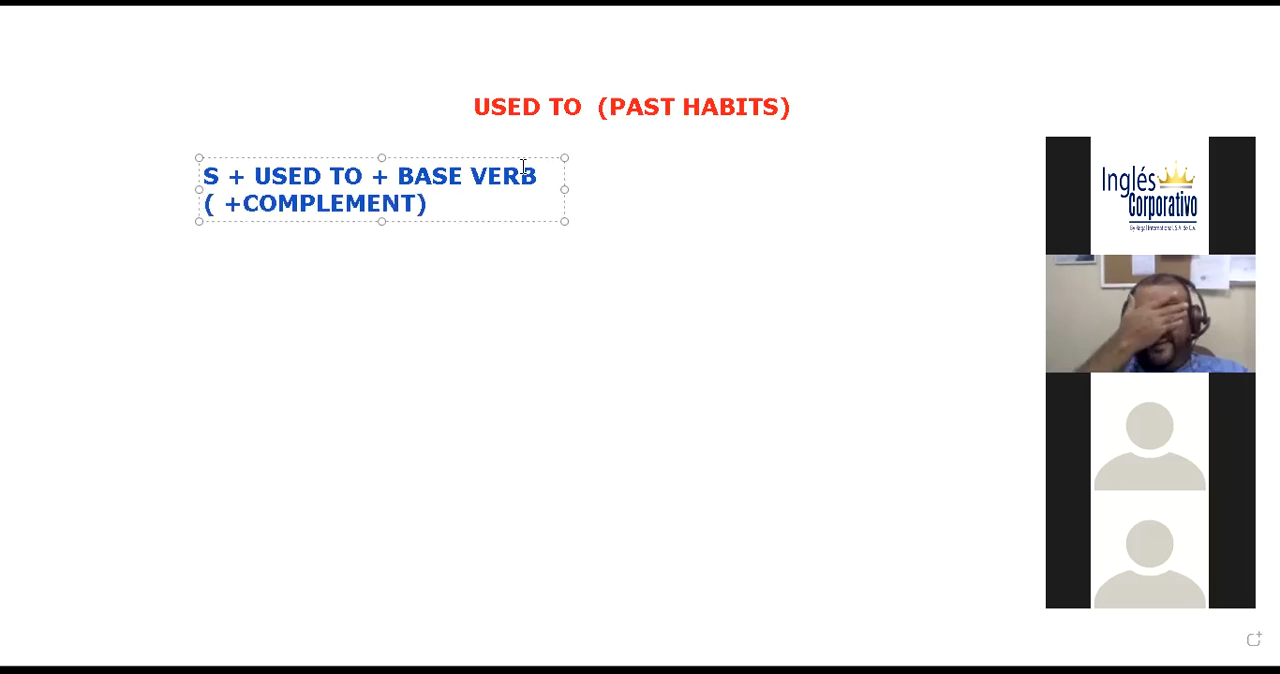 USED TO (PAST HABITS)
S + USED TO + BASE VERB
( +COMPLEMENT)
Inglés
Corporativo